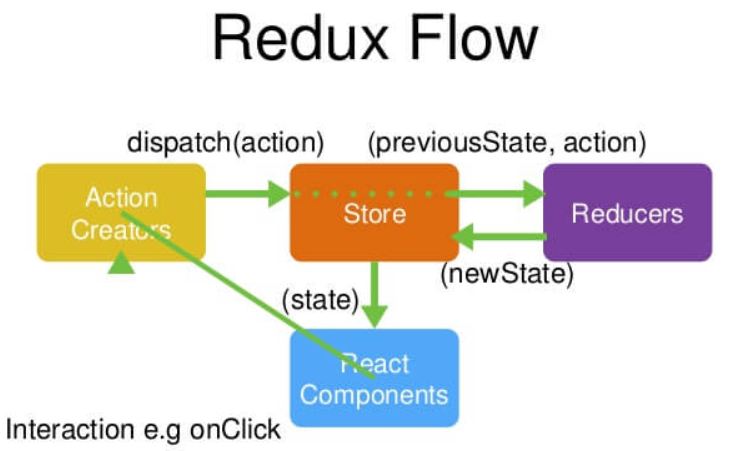 Redux Flow
dispatch(action)
(previousState, action)
Action
Creators
Store
Reducers
(newState)
(state)
React
Components
Interaction e.g onClick